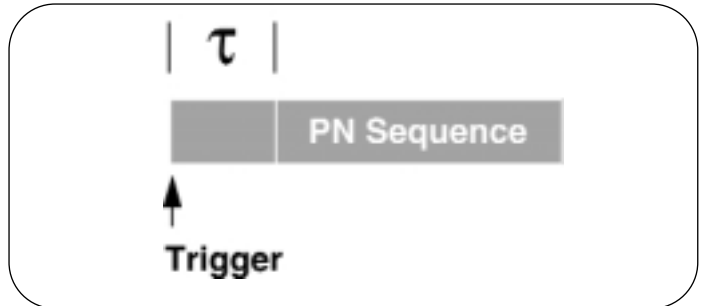 | τ |
PN Sequence
Trigger